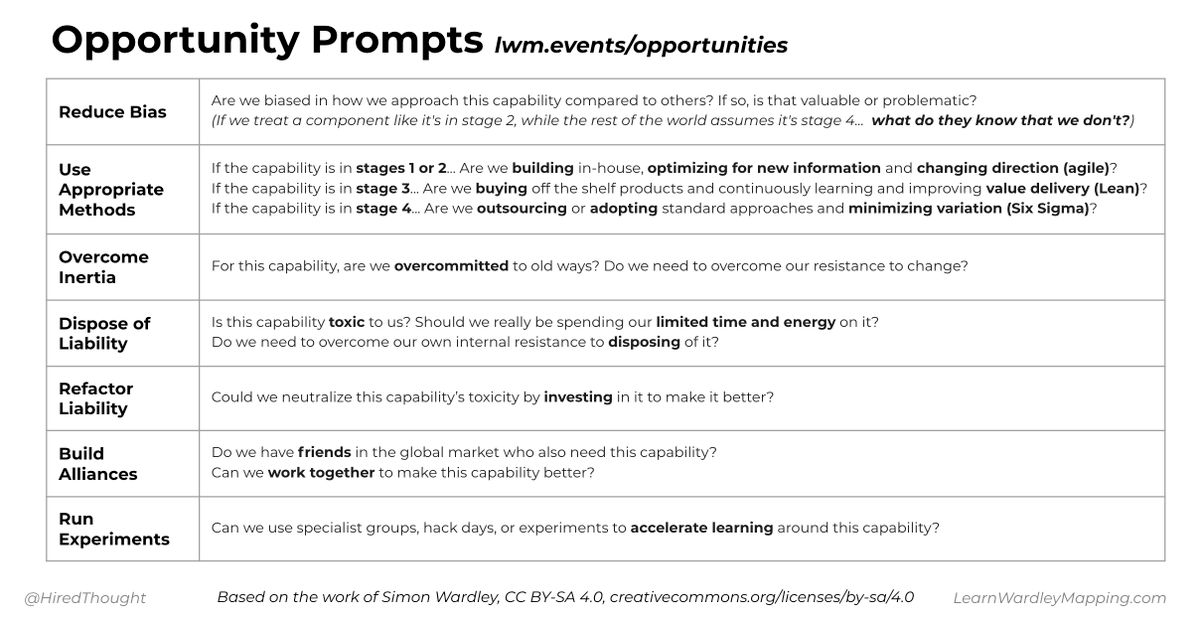 Opportunity Prompts lwm.events/opportunities
Reduce Bias
Are we biased in how we approach this capability compared to others? If so, is that valuable or problematic?
(If we treat a component like it's in stage 2, while the rest of the world assumes it's stage 4... what do they know that we don't?)
Use
Appropriate
Methods
If the capability is in stages 1 or 2... Are we building in-house, optimizing for new information and changing direction (agile)?
If the capability is in stage 3... Are we buying off the shelf products and continuously learning and improving value delivery (Lean)?
If the capability is in stage 4... Are we outsourcing or adopting standard approaches and minimizing variation (Six Sigma)?
Overcome
Inertia
For this capability, are we overcommitted to old ways? Do we need to overcome our resistance to change?
Dispose of
Liability
Is this capability toxic to us? Should we really be spending our limited time and energy on it?
Do we need to overcome our own internal resistance to disposing of it?
Refactor
Liability
Could we neutralize this capability's toxicity by investing in it to make it better?
Build
Alliances
Do we have friends in the global market who also need this capability?
Can we work together to make this capability better?
Run
Experiments
Can we use specialist groups, hack days, or experiments to accelerate learning around this capability?
@HiredThought
Based on the work of Simon Wardley, CC BY-SA 4.0, creativecommons.org/licenses/by-sa/4.0
LearnWardleyMapping.com